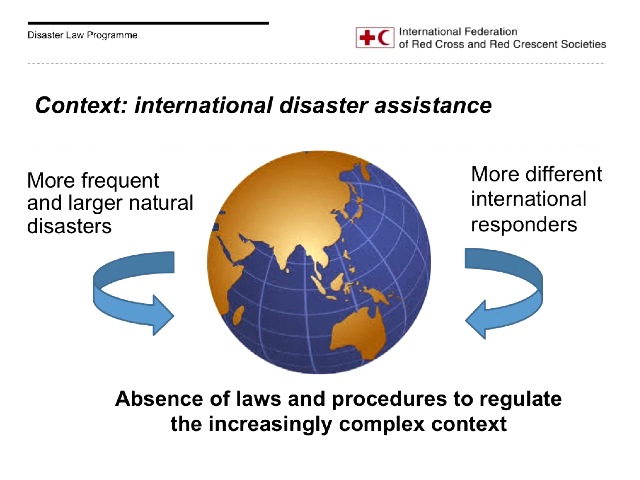 Disaster Law Programme
International Federation
of Red Cross and Red Crescent Societies
Context: international disaster assistance
More frequent
and larger natural
disasters
More different
international
responders
Absence of laws and procedures to regulate
the increasingly complex context